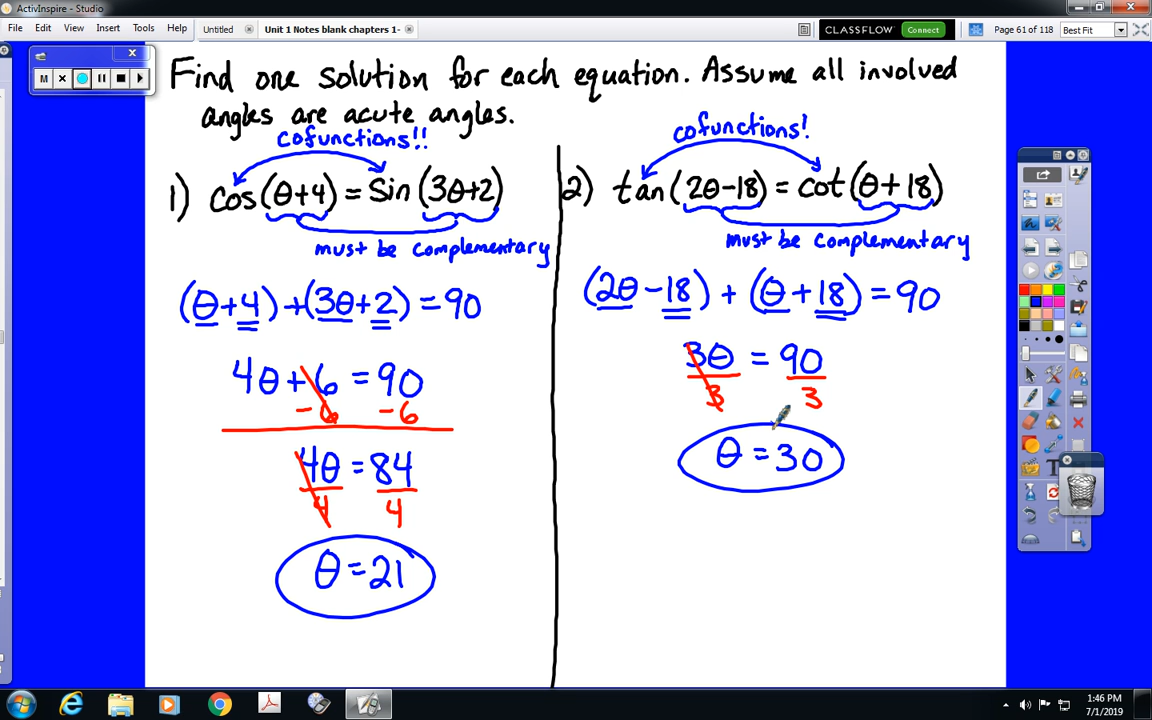 ActivInspire - Studio
File Edit View Insert Tools Help
Untitled
Unit 1 Notes blank chapters 1-
CLASSFLOW Connect
Page 61 of 118
Best Fit
M
Find one solution for each equation. Assume all involved
angles are acute angles.
cofunctions!!
1) cos(θ+4) = Sin(3θ+2)
must be complementary
(θ+4)+(3θ+2)=90
4θ+6=90
-6 -6
4θ=84
4 4
θ=21
cofunctions!
2) tan(2θ-18)=cot(θ+18)
must be complementary
(2θ-18)+(θ+18)=90
3θ=90
3 3
θ=30
T
1:46 PM
7/1/2019